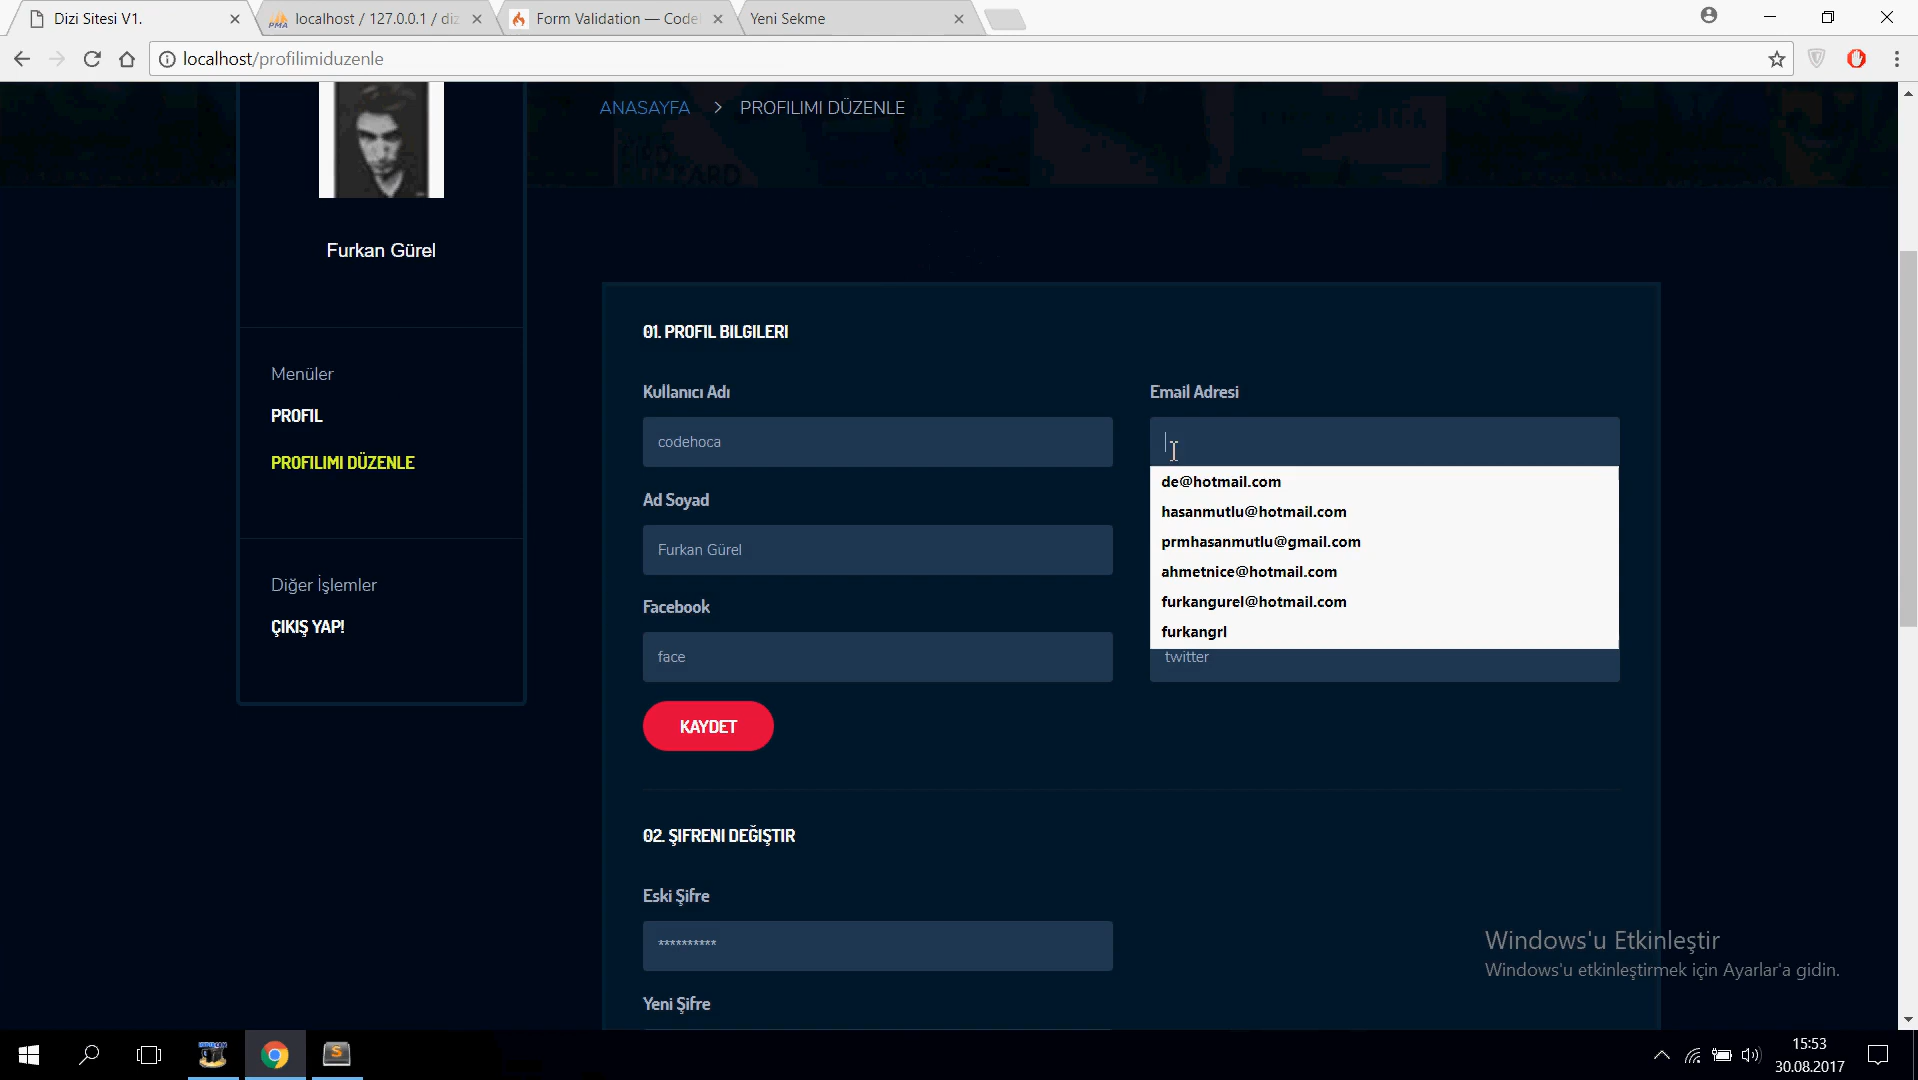 Dizi Sitesi V1.
localhost / 127.0.0.1 / diz
Form Validation — CodeI
Yeni Sekme
localhost/profilimiduzenle
ANASAYFA > PROFILIMI DÜZENLE
Furkan Gürel
Menüler
PROFIL
PROFILIMI DÜZENLE
Diğer İşlemler
ÇIKIŞ YAP!
01. PROFIL BILGILERI
Kullanıcı Adı
codehoca
Email Adresi
de@hotmail.com
hasanmutlu@hotmail.com
prmhasanmutlu@gmail.com
ahmetnice@hotmail.com
furkangurel@hotmail.com
furkangrl
Ad Soyad
Furkan Gürel
Facebook
face
twitter
KAYDET
02. ŞIFRENI DEĞIŞTIR
Eski Şifre
**********
Yeni Şifre
Windows'u Etkinleştir
Windows'u etkinleştirmek için Ayarlar'a gidin.
15:53
30.08.2017